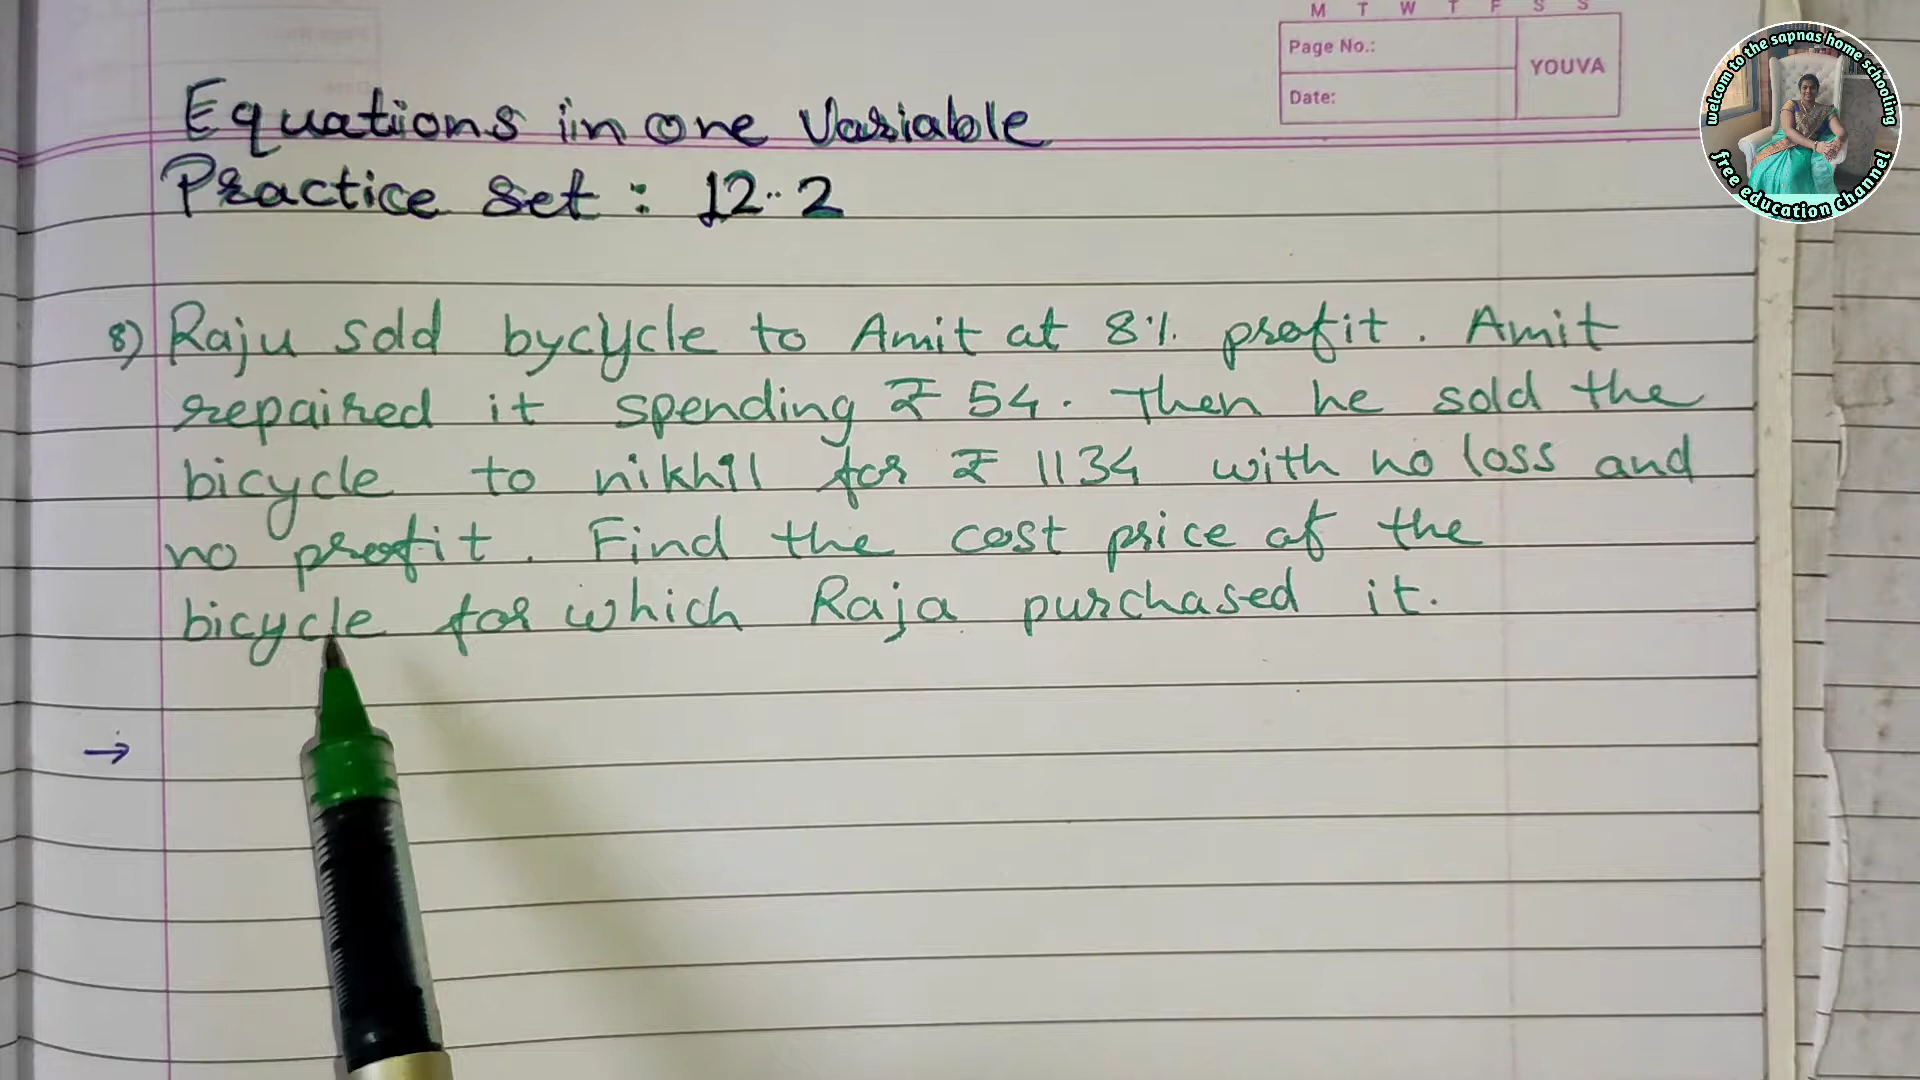 M T W T F S S
Page No.:
YOUVA
Date:
welcom to the sapnas home schooling
free education channel
Equations in one Variable
Practice set : 12.2
8) Raju sold bycycle to Amit at 8% profit. Amit
repaired it spending ₹ 54. Then he sold the
bicycle to nikhil for ₹ 1134 with no loss and
no profit. Find the cost price of the
bicycle for which Raja purchased it.
→